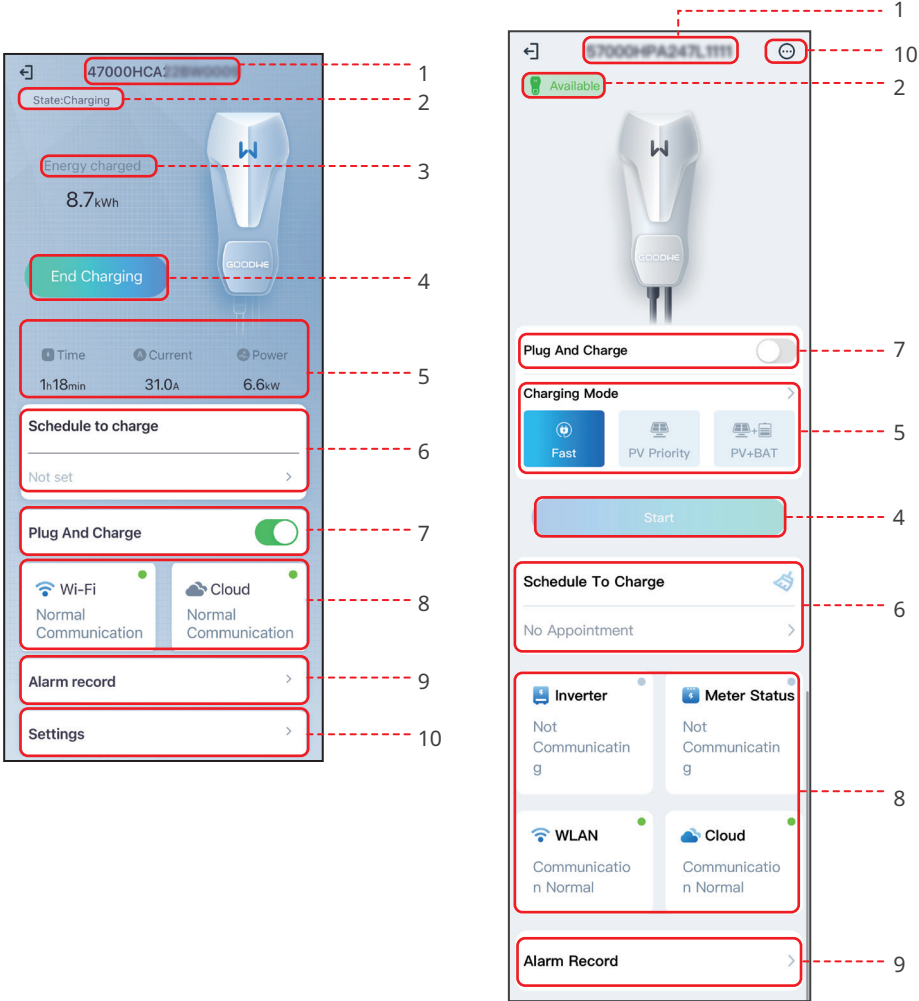 1
47000HCA
1
10
State:Charging
2
Available
2
Energy charged
3
8.7kWh
GOODWE
End Charging
4
GOODWE
Time
Current
Power
1h18min
31.0A
6.6kW
5
Plug And Charge
7
Charging Mode
Fast
PV Priority
PV+BAT
5
Schedule to charge
Not set
6
Start
4
Plug And Charge
7
Schedule To Charge
No Appointment
6
Wi-Fi
Normal
Communication
Cloud
Normal
Communication
8
Inverter
Not
Communicatin
g
Meter Status
Not
Communicatin
g
Alarm record
9
Settings
10
WLAN
Communicatio
n Normal
Cloud
Communicatio
n Normal
8
Alarm Record
9